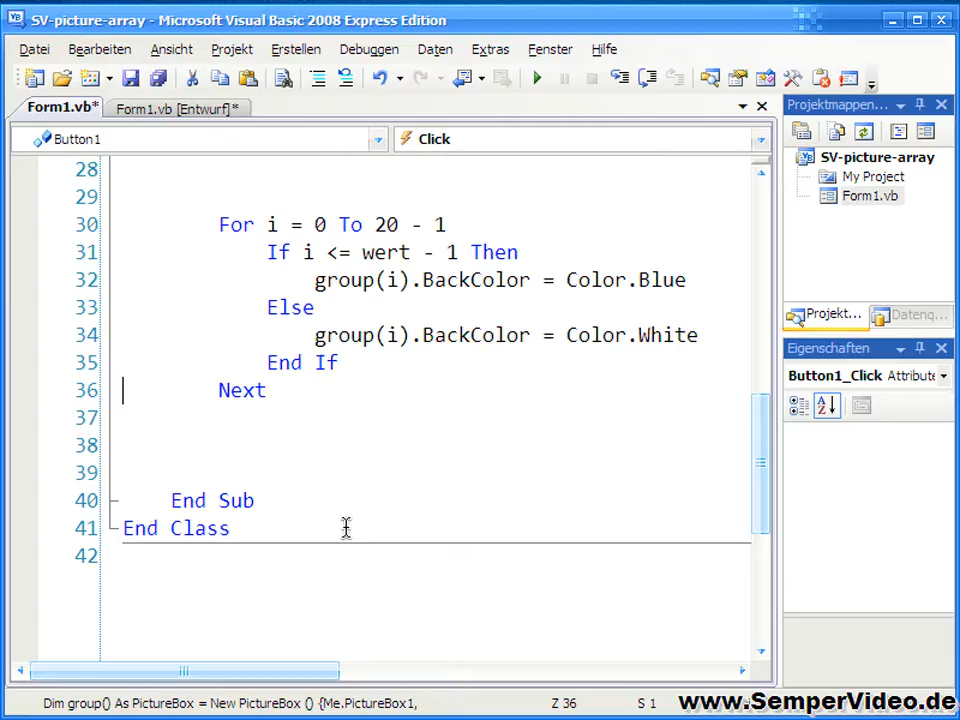 SV-picture-array - Microsoft Visual Basic 2008 Express Edition
Datei Bearbeiten Ansicht Projekt Erstellen Debuggen Daten Extras Fenster Hilfe
Form1.vb* Form1.vb [Entwurf]*
Button1 Click
28
29
30 For i = 0 To 20 - 1
31 If i <= wert - 1 Then
32 group(i).BackColor = Color.Blue
33 Else
34 group(i).BackColor = Color.White
35 End If
36 Next
37
38
39
40 End Sub
41 End Class
42
Projektmappen...
SV-picture-array
My Project
Form1.vb
Projekt... Datenq...
Eigenschaften
Button1_Click Attribute
Dim group() As PictureBox = New PictureBox () {Me.PictureBox1, Z 36 S 1
www.SemperVideo.de